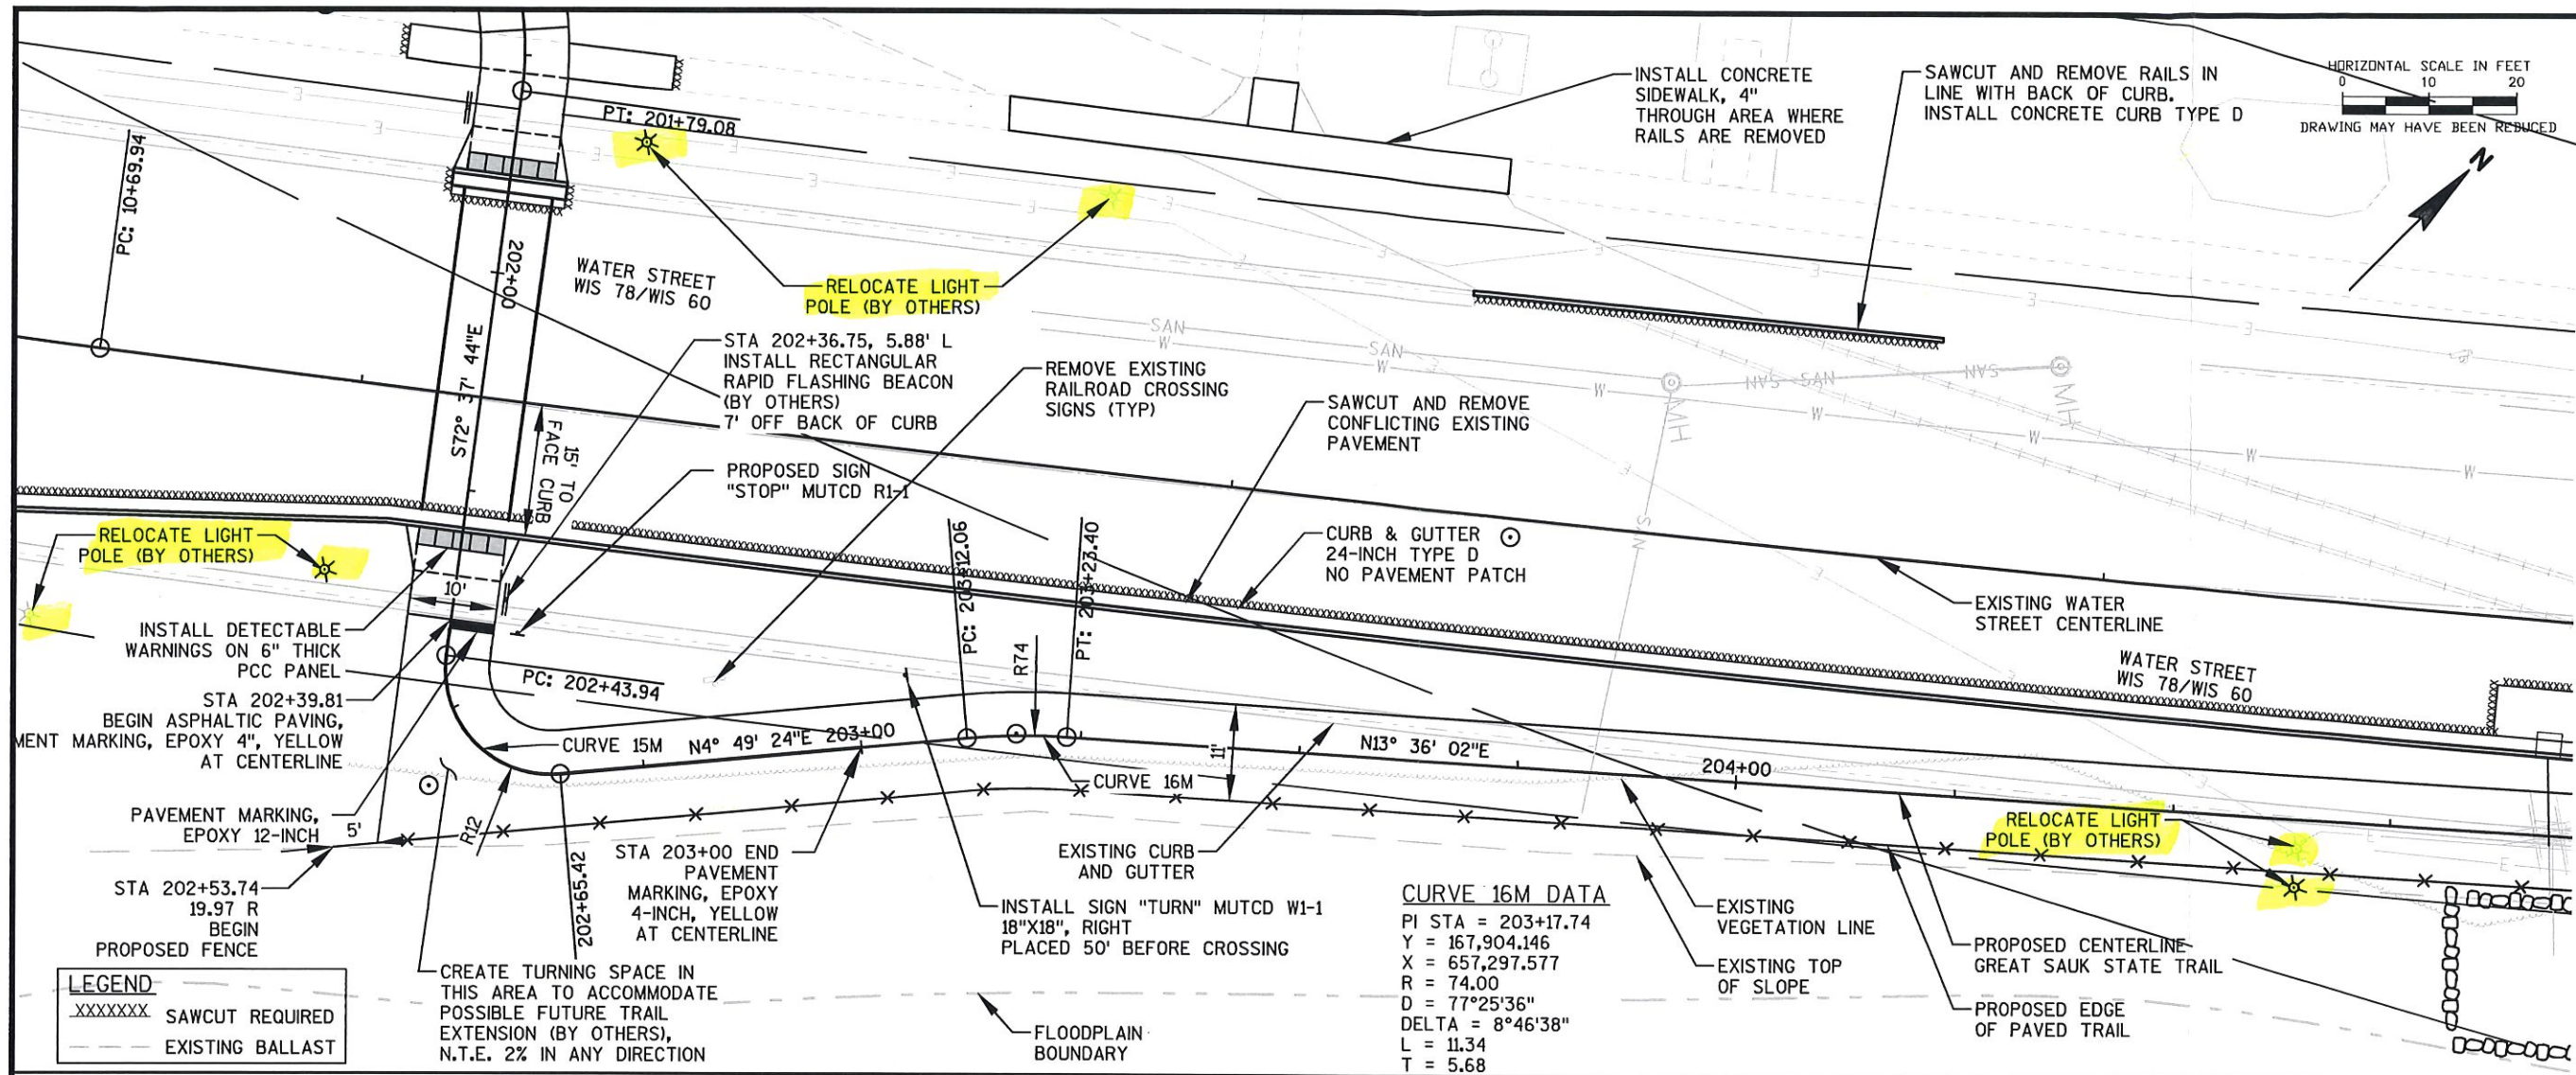 HORIZONTAL SCALE IN FEET
0 10 20
DRAWING MAY HAVE BEEN REDUCED
N
INSTALL CONCRETE
SIDEWALK, 4"
THROUGH AREA WHERE
RAILS ARE REMOVED
SAWCUT AND REMOVE RAILS IN
LINE WITH BACK OF CURB.
INSTALL CONCRETE CURB TYPE D
PT: 201+79.08
PC: 10+69.94
202+00
S72° 37' 44"E
WATER STREET
WIS 78/WIS 60
RELOCATE LIGHT
POLE (BY OTHERS)
STA 202+36.75, 5.88' L
INSTALL RECTANGULAR
RAPID FLASHING BEACON
(BY OTHERS)
7' OFF BACK OF CURB
REMOVE EXISTING
RAILROAD CROSSING
SIGNS (TYP)
SAWCUT AND REMOVE
CONFLICTING EXISTING
PAVEMENT
15' TO
FACE CURB
PROPOSED SIGN
"STOP" MUTCD R1-1
SAN
W
SAN
W
W
SAN
SAN
W
SAN
W
W
W
MH
MH
RELOCATE LIGHT
POLE (BY OTHERS)
10'
PC: 203+12.06
PT: 203+23.40
R74
CURB & GUTTER
24-INCH TYPE D
NO PAVEMENT PATCH
EXISTING WATER
STREET CENTERLINE
WATER STREET
WIS 78/WIS 60
INSTALL DETECTABLE
WARNINGS ON 6" THICK
PCC PANEL
PC: 202+43.94
STA 202+39.81
BEGIN ASPHALTIC PAVING,
MENT MARKING, EPOXY 4", YELLOW
AT CENTERLINE
CURVE 15M
N4° 49' 24"E 203+00
11'
N13° 36' 02"E
204+00
CURVE 16M
PAVEMENT MARKING,
EPOXY 12-INCH
5'
R12
202+65.42
STA 203+00 END
PAVEMENT
MARKING, EPOXY
4-INCH, YELLOW
AT CENTERLINE
EXISTING CURB
AND GUTTER
RELOCATE LIGHT
POLE (BY OTHERS)
E
E
STA 202+53.74
19.97 R
BEGIN
PROPOSED FENCE
INSTALL SIGN "TURN" MUTCD W1-1
18"X18", RIGHT
PLACED 50' BEFORE CROSSING
CURVE 16M DATA
PI STA = 203+17.74
Y = 167,904.146
X = 657,297.577
R = 74.00
D = 77°25'36"
DELTA = 8°46'38"
L = 11.34
T = 5.68
EXISTING
VEGETATION LINE
EXISTING TOP
OF SLOPE
PROPOSED CENTERLINE
GREAT SAUK STATE TRAIL
PROPOSED EDGE
OF PAVED TRAIL
LEGEND
XXXXXXX SAWCUT REQUIRED
EXISTING BALLAST
CREATE TURNING SPACE IN
THIS AREA TO ACCOMMODATE
POSSIBLE FUTURE TRAIL
EXTENSION (BY OTHERS),
N.T.E. 2% IN ANY DIRECTION
FLOODPLAIN
BOUNDARY